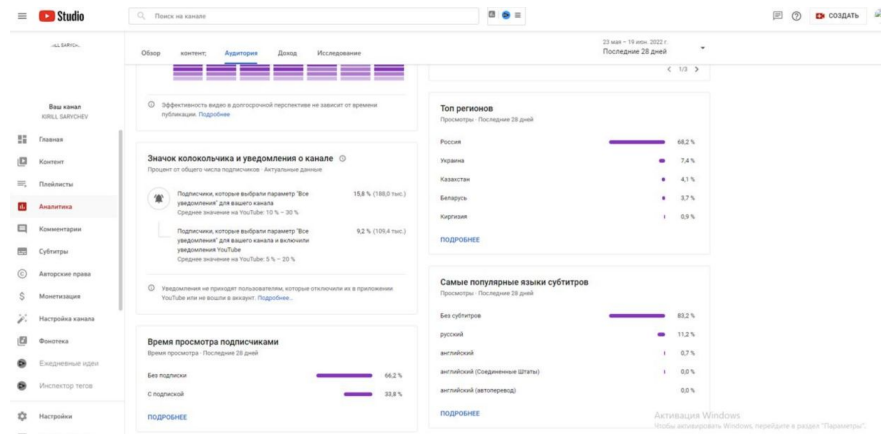 Studio
Поиск на канале
СОЗДАТЬ
Обзор
контент;
Аудитория
Доход
Исследование
23 мая – 19 июн. 2022 г.
Последние 28 дней
1/3
Ваш канал
KIRILL SARYCHEV
Главная
Контент
Плейлисты
Аналитика
Комментарии
Субтитры
Авторские права
Монетизация
Настройка канала
Фонотека
Ежедневные идеи
Инспектор тегов
Настройки
Эффективность видео в долгосрочной перспективе не зависит от времени
публикации. Подробнее
Значок колокольчика и уведомления о канале
Процент от общего числа подписчиков · Актуальные данные
Подписчики, которые выбрали параметр "Все
уведомления" для вашего канала
15,8 % (188,0 тыс.)
Среднее значение на YouTube: 10 % – 30 %
Подписчики, которые выбрали параметр "Все
уведомления" для вашего канала и включили
уведомления YouTube
9,2 % (109,4 тыс.)
Среднее значение на YouTube: 5 % – 20 %
Уведомления не приходят пользователям, которые отключили их в приложении
YouTube или не вошли в аккаунт. Подробнее...
Время просмотра подписчиками
Время просмотра · Последние 28 дней
Без подписки 66,2 %
С подпиской 33,8 %
ПОДРОБНЕЕ
Топ регионов
Просмотры · Последние 28 дней
Россия 68,2 %
Украина 7,4 %
Казахстан 4,1 %
Беларусь 3,7 %
Киргизия 0,9 %
ПОДРОБНЕЕ
Самые популярные языки субтитров
Просмотры · Последние 28 дней
Без субтитров 83,2 %
русский 11,2 %
английский 0,7 %
английский (Соединенные Штаты) 0,0 %
английский (автоперевод) 0,0 %
ПОДРОБНЕЕ
Активация Windows
Чтобы активировать Windows, перейдите в раздел "Параметры".